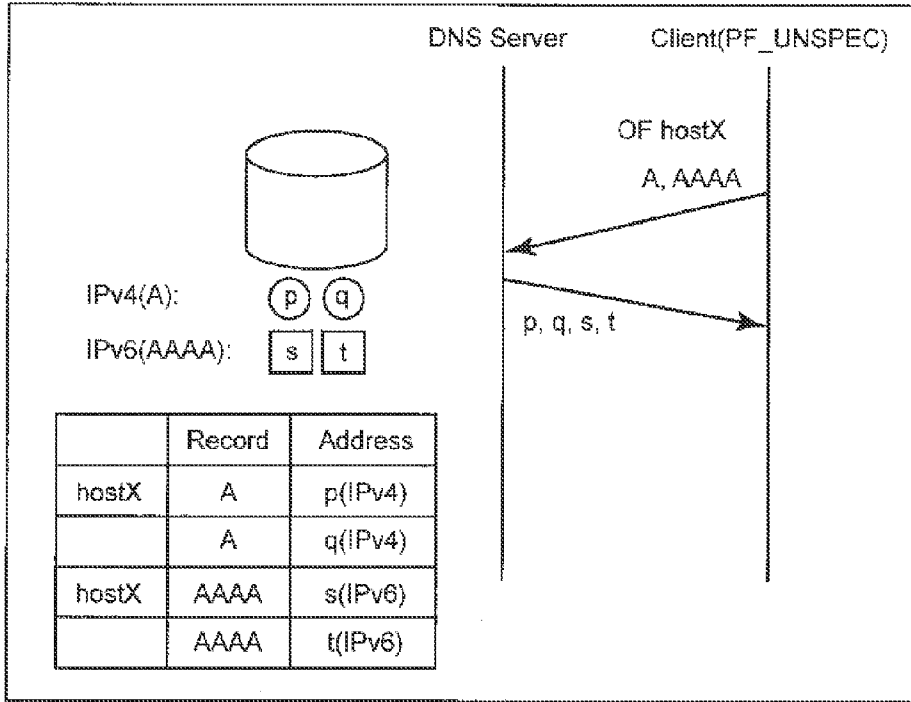 DNS Server Client(PF_UNSPEC)
OF hostX
A, AAAA
p, q, s, t
IPv4(A): p q
IPv6(AAAA): s t
Record Address
hostX A p(IPv4)
A q(IPv4)
hostX AAAA s(IPv6)
AAAA t(IPv6)